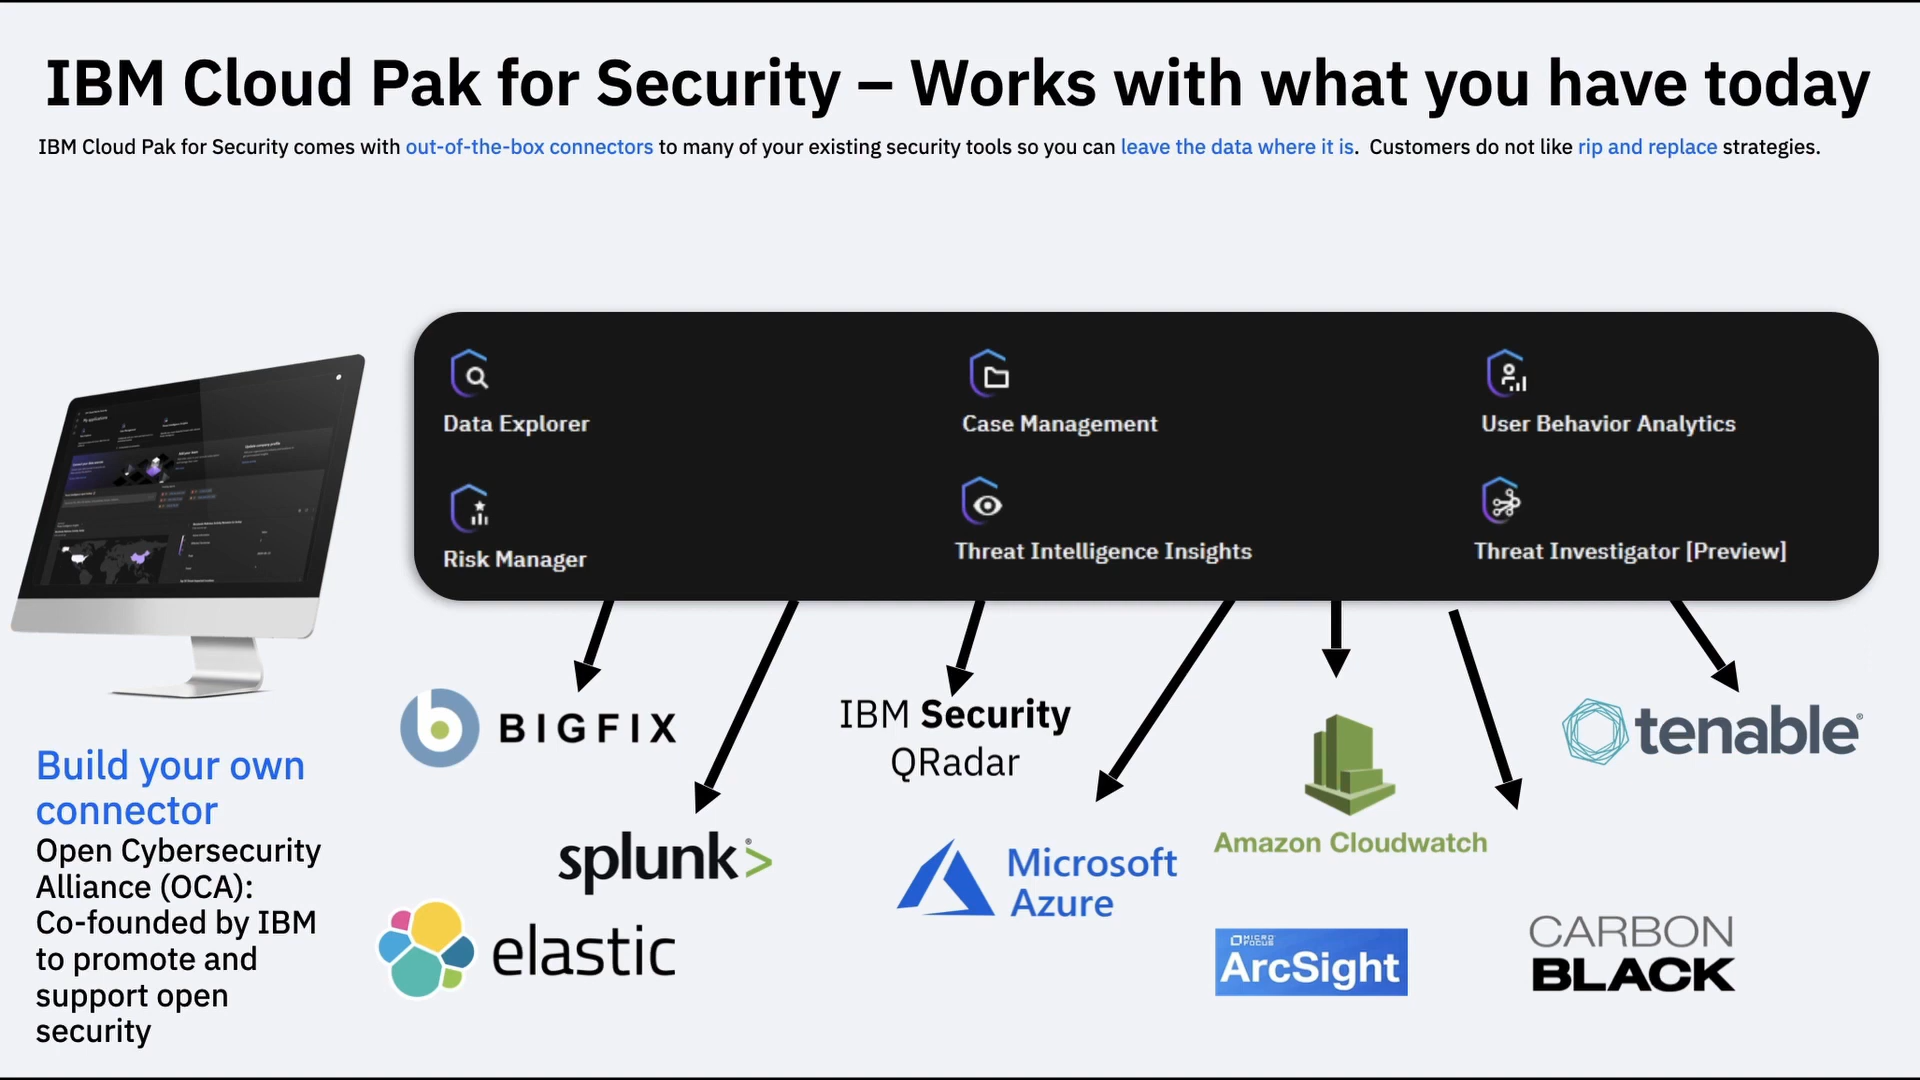 IBM Cloud Pak for Security – Works with what you have today
IBM Cloud Pak for Security comes with out-of-the-box connectors to many of your existing security tools so you can leave the data where it is.  Customers do not like rip and replace strategies.
Data Explorer
Case Management
User Behavior Analytics
Risk Manager
Threat Intelligence Insights
Threat Investigator [Preview]
BIGFIX
IBM Security
QRadar
tenable®
splunk>®
Microsoft
Azure
Amazon Cloudwatch
elastic
MICRO
FOCUS
ArcSight
CARBON
BLACK
Build your own
connector
Open Cybersecurity
Alliance (OCA):
Co-founded by IBM
to promote and
support open
security